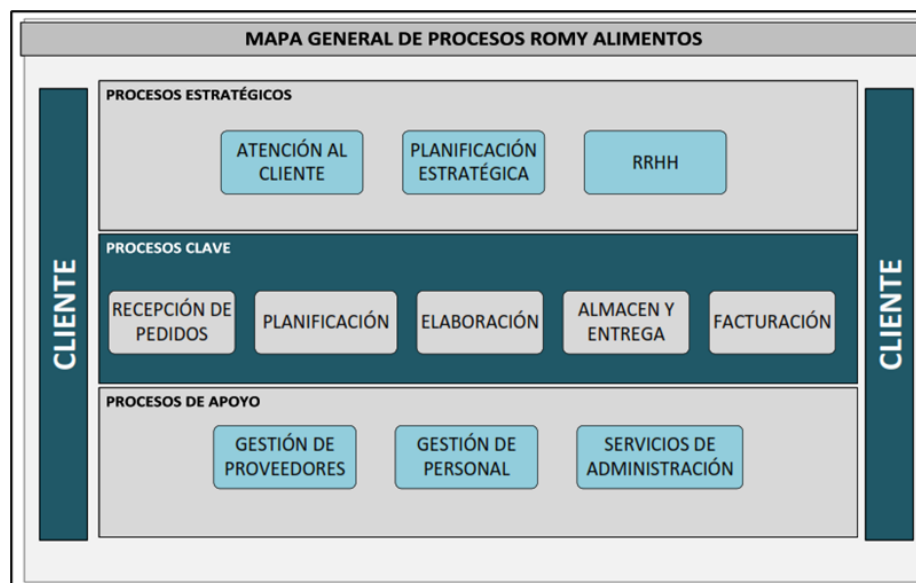 MAPA GENERAL DE PROCESOS ROMY ALIMENTOS
CLIENTE
PROCESOS ESTRATÉGICOS
ATENCIÓN AL
CLIENTE
PLANIFICACIÓN
ESTRATÉGICA
RRHH
PROCESOS CLAVE
RECEPCIÓN DE
PEDIDOS
PLANIFICACIÓN
ELABORACIÓN
ALMACEN Y
ENTREGA
FACTURACIÓN
PROCESOS DE APOYO
GESTIÓN DE
PROVEEDORES
GESTIÓN DE
PERSONAL
SERVICIOS DE
ADMINISTRACIÓN
CLIENTE